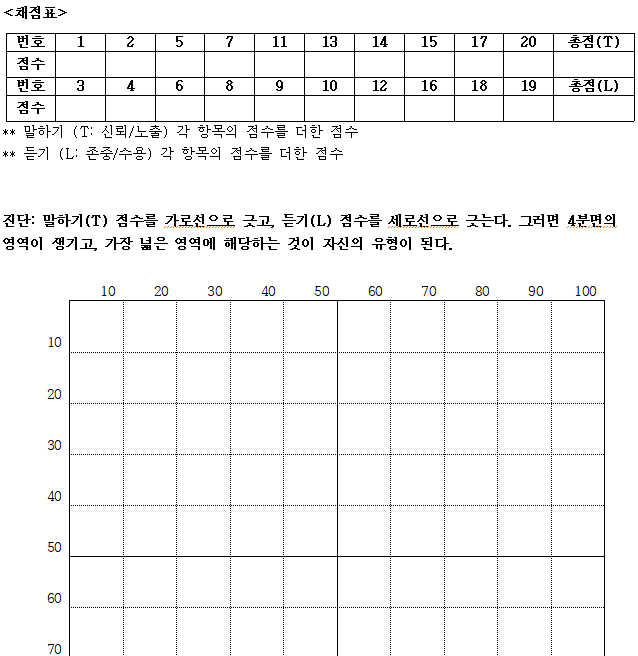 <채점표>
번호 1 2 5 7 11 13 14 15 17 20 총점(T)
점수
번호 3 4 6 8 9 10 12 16 18 19 총점(L)
점수
** 말하기 (T: 신뢰/노출) 각 항목의 점수를 더한 점수
** 듣기 (L: 존중/수용) 각 항목의 점수를 더한 점수
진단: 말하기(T) 점수를 가로선으로 긋고, 듣기(L) 점수를 세로선으로 긋는다. 그러면 4분면의
영역이 생기고, 가장 넓은 영역에 해당하는 것이 자신의 유형이 된다.
10 20 30 40 50 60 70 80 90 100
10
20
30
40
50
60
70